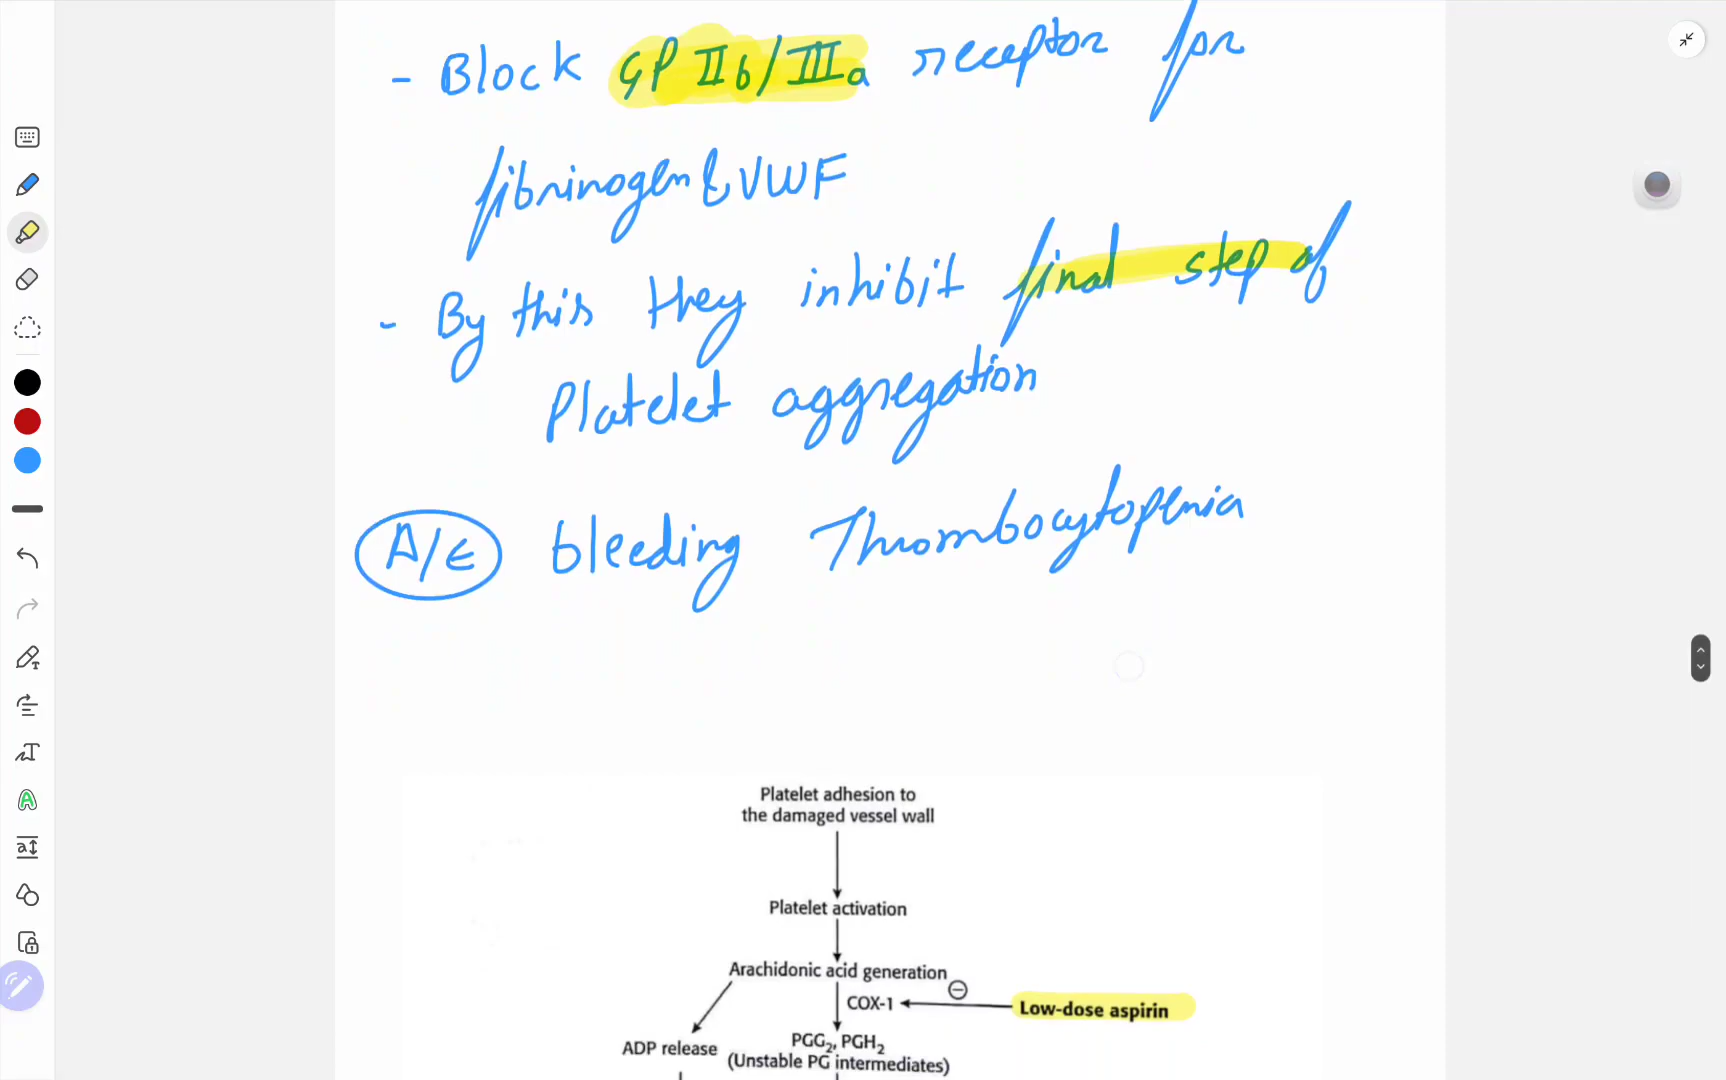 - Block GP IIb/IIIa receptor for
fibrinogen & VWF
- By this they inhibit final step of
Platelet aggregation
A/E bleeding Thrombocytopenia
Platelet adhesion to
the damaged vessel wall
Platelet activation
Arachidonic acid generation
COX-1
Low-dose aspirin
ADP release
PGG₂, PGH₂
(Unstable PG intermediates)